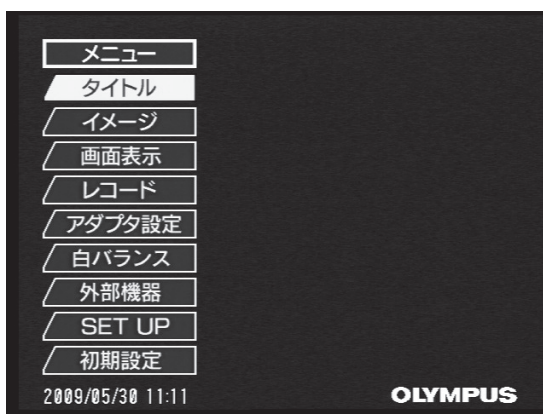 メニュー
タイトル
イメージ
画面表示
レコード
アダプタ設定
白バランス
外部機器
SET UP
初期設定
2009/05/30 11:11
OLYMPUS